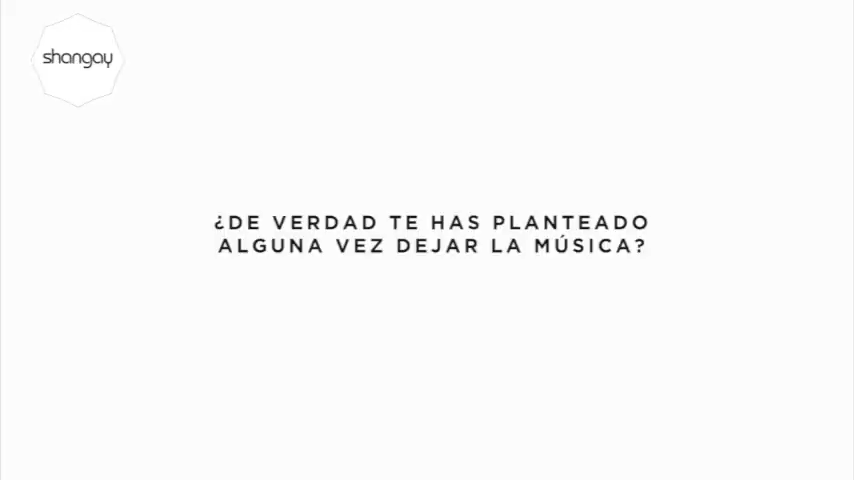 shangay
¿DE VERDAD TE HAS PLANTEADO
ALGUNA VEZ DEJAR LA MÚSICA?